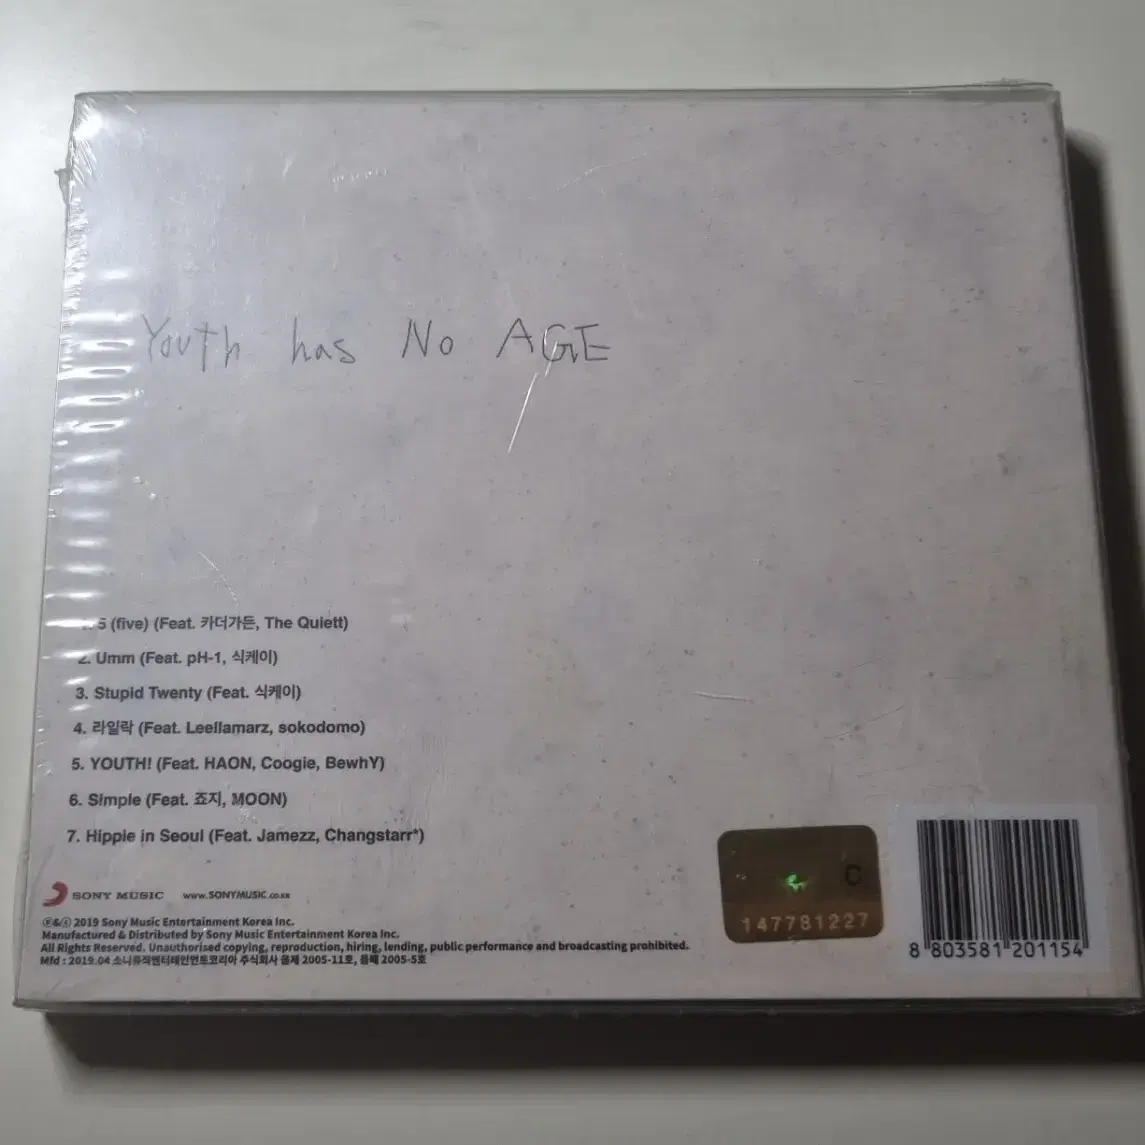 Youth has No AGE
1. 5 (five) (Feat. 카더가든, The Quiett)
2. Umm (Feat. pH-1, 식케이)
3. Stupid Twenty (Feat. 식케이)
4. 라일락 (Feat. Leellamarz, sokodomo)
5. YOUTH! (Feat. HAON, Coogie, BewhY)
6. Simple (Feat. 죠지, MOON)
7. Hippie in Seoul (Feat. Jamezz, Changstarr*)
SONY MUSIC www.SONYMUSIC.co.KR
℗&ⓒ 2019 Sony Music Entertainment Korea Inc.
Manufactured & Distributed by Sony Music Entertainment Korea Inc.
All Rights Reserved. Unauthorised copying, reproduction, hiring, lending, public performance and broadcasting prohibited.
Mfd : 2019.04 소니뮤직엔터테인먼트코리아 주식회사 음제 2005-11호, 음배 2005-5호
C
147781227
8 803581 201154